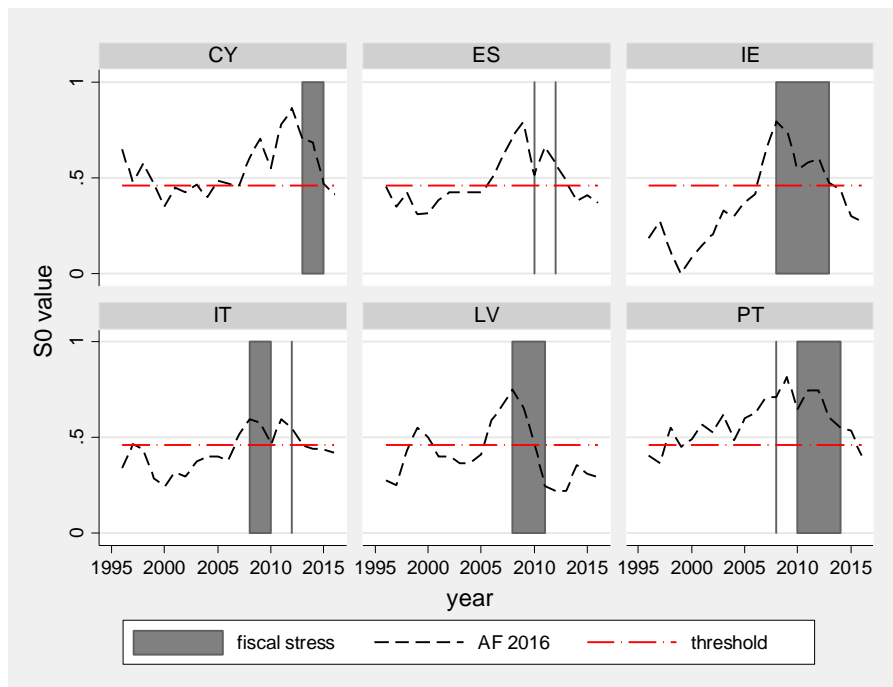 CY ES IE
1
.5
0
S0 value
IT LV PT
1
.5
0
1995 2000 2005 2010 2015 1995 2000 2005 2010 2015 1995 2000 2005 2010 2015
year
fiscal stress AF 2016 threshold